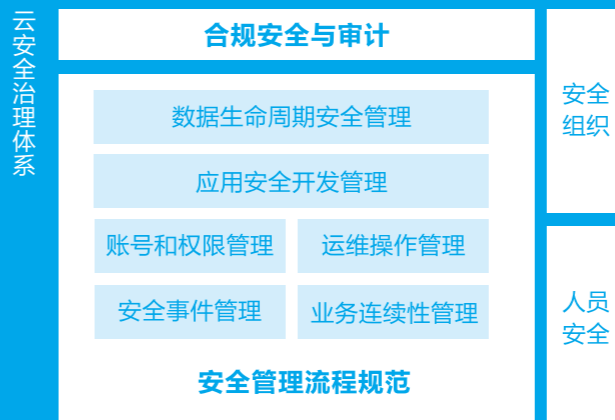 云安全治理体系
合规安全与审计
数据生命周期安全管理
应用安全开发管理
账号和权限管理
运维操作管理
安全事件管理
业务连续性管理
安全管理流程规范
安全
组织
人员
安全